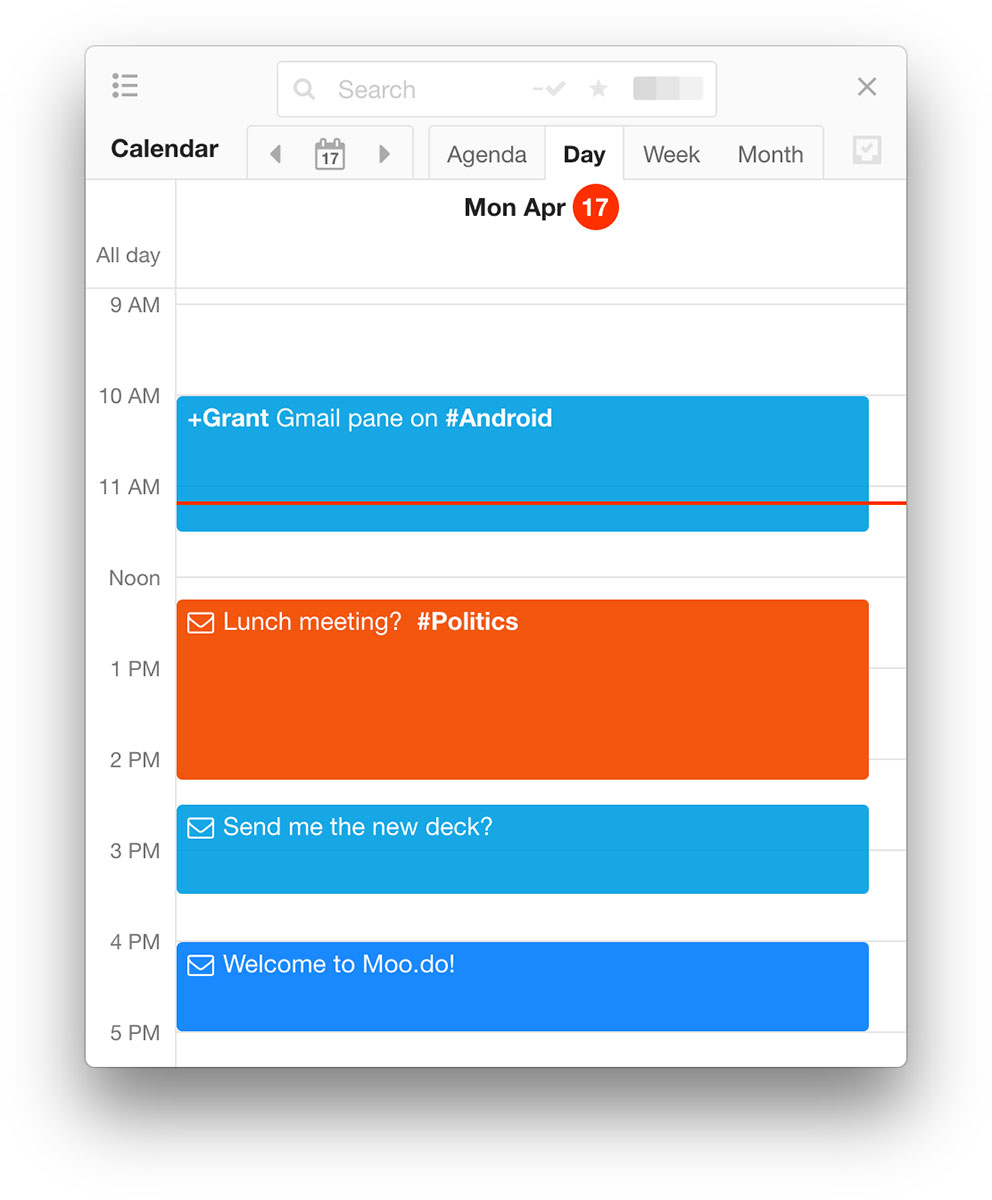 Search
Calendar
17
Agenda
Day
Week
Month
Mon Apr 17
All day
9 AM
10 AM
+Grant Gmail pane on #Android
11 AM
Noon
Lunch meeting? #Politics
1 PM
2 PM
Send me the new deck?
3 PM
4 PM
Welcome to Moo.do!
5 PM